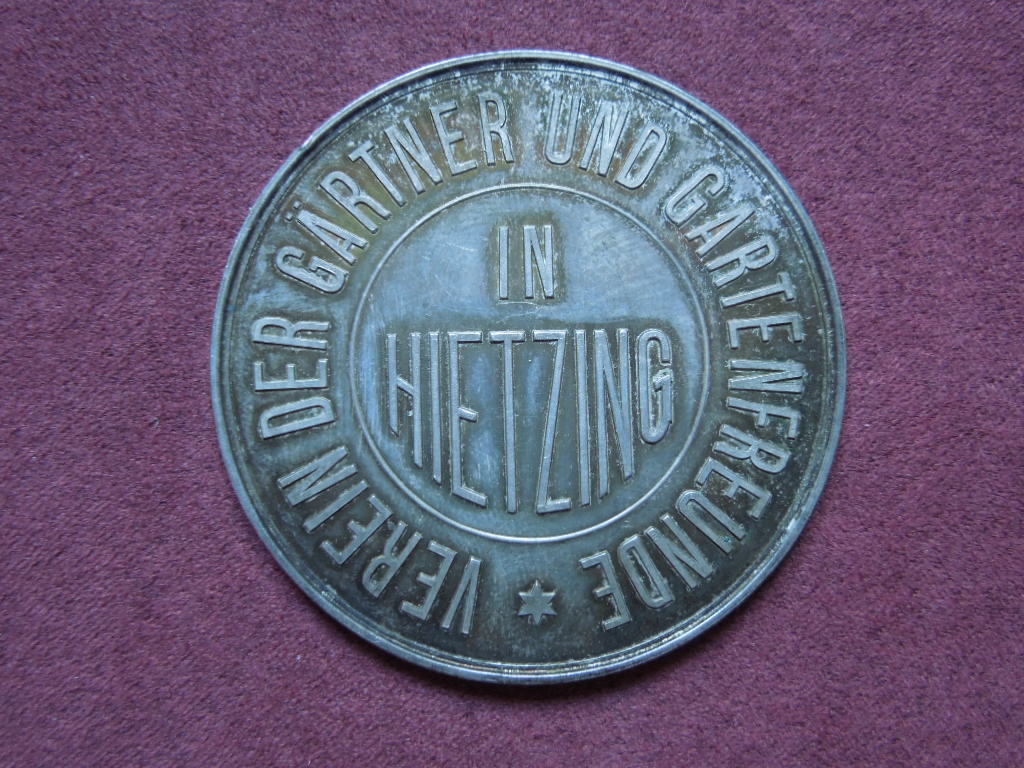 VEREIN DER GÄRTNER UND GARTENFREUNDE
IN
HIETZING